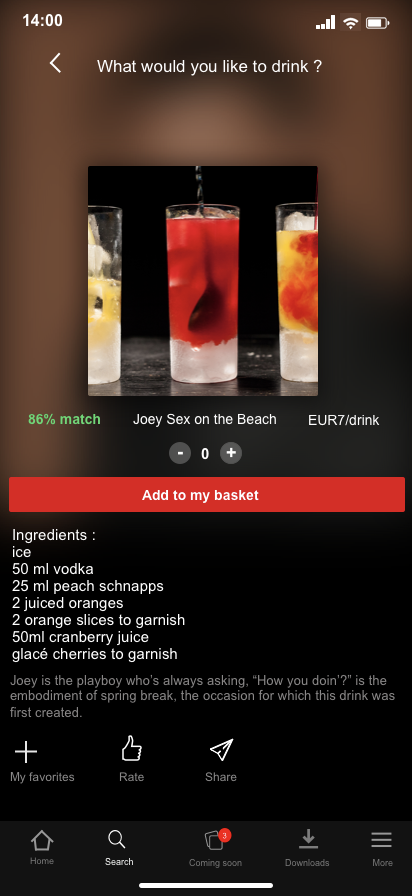 14:00
What would you like to drink ?
86% match
Joey Sex on the Beach
EUR7/drink
- 0 +
Add to my basket
Ingredients :
ice
50 ml vodka
25 ml peach schnapps
2 juiced oranges
2 orange slices to garnish
50ml cranberry juice
glacé cherries to garnish
Joey is the playboy who's always asking, “How you doin’?” is the
embodiment of spring break, the occasion for which this drink was
first created.
My favorites
Rate
Share
3
Home
Search
Coming soon
Downloads
More